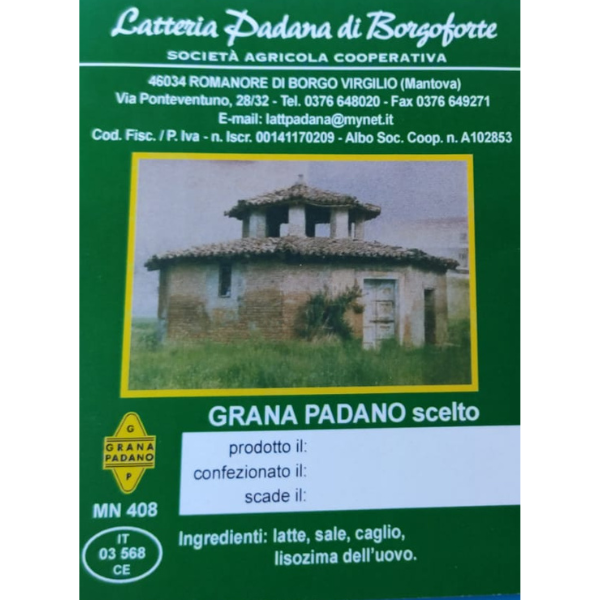 Latteria Padana di Borgoforte
SOCIETÀ AGRICOLA COOPERATIVA
46034 ROMANORE DI BORGO VIRGILIO (Mantova)
Via Ponteventuno, 28/32 - Tel. 0376 648020 - Fax 0376 649271
E-mail: lattpadana@mynet.it
Cod. Fisc. / P. Iva - n. Iscr. 00141170209 - Albo Soc. Coop. n. A102853
GRANA PADANO scelto
prodotto il:
confezionato il:
scade il:
G
GRANA
PADANO
P
MN 408
IT
03 568
CE
Ingredienti: latte, sale, caglio,
lisozima dell'uovo.